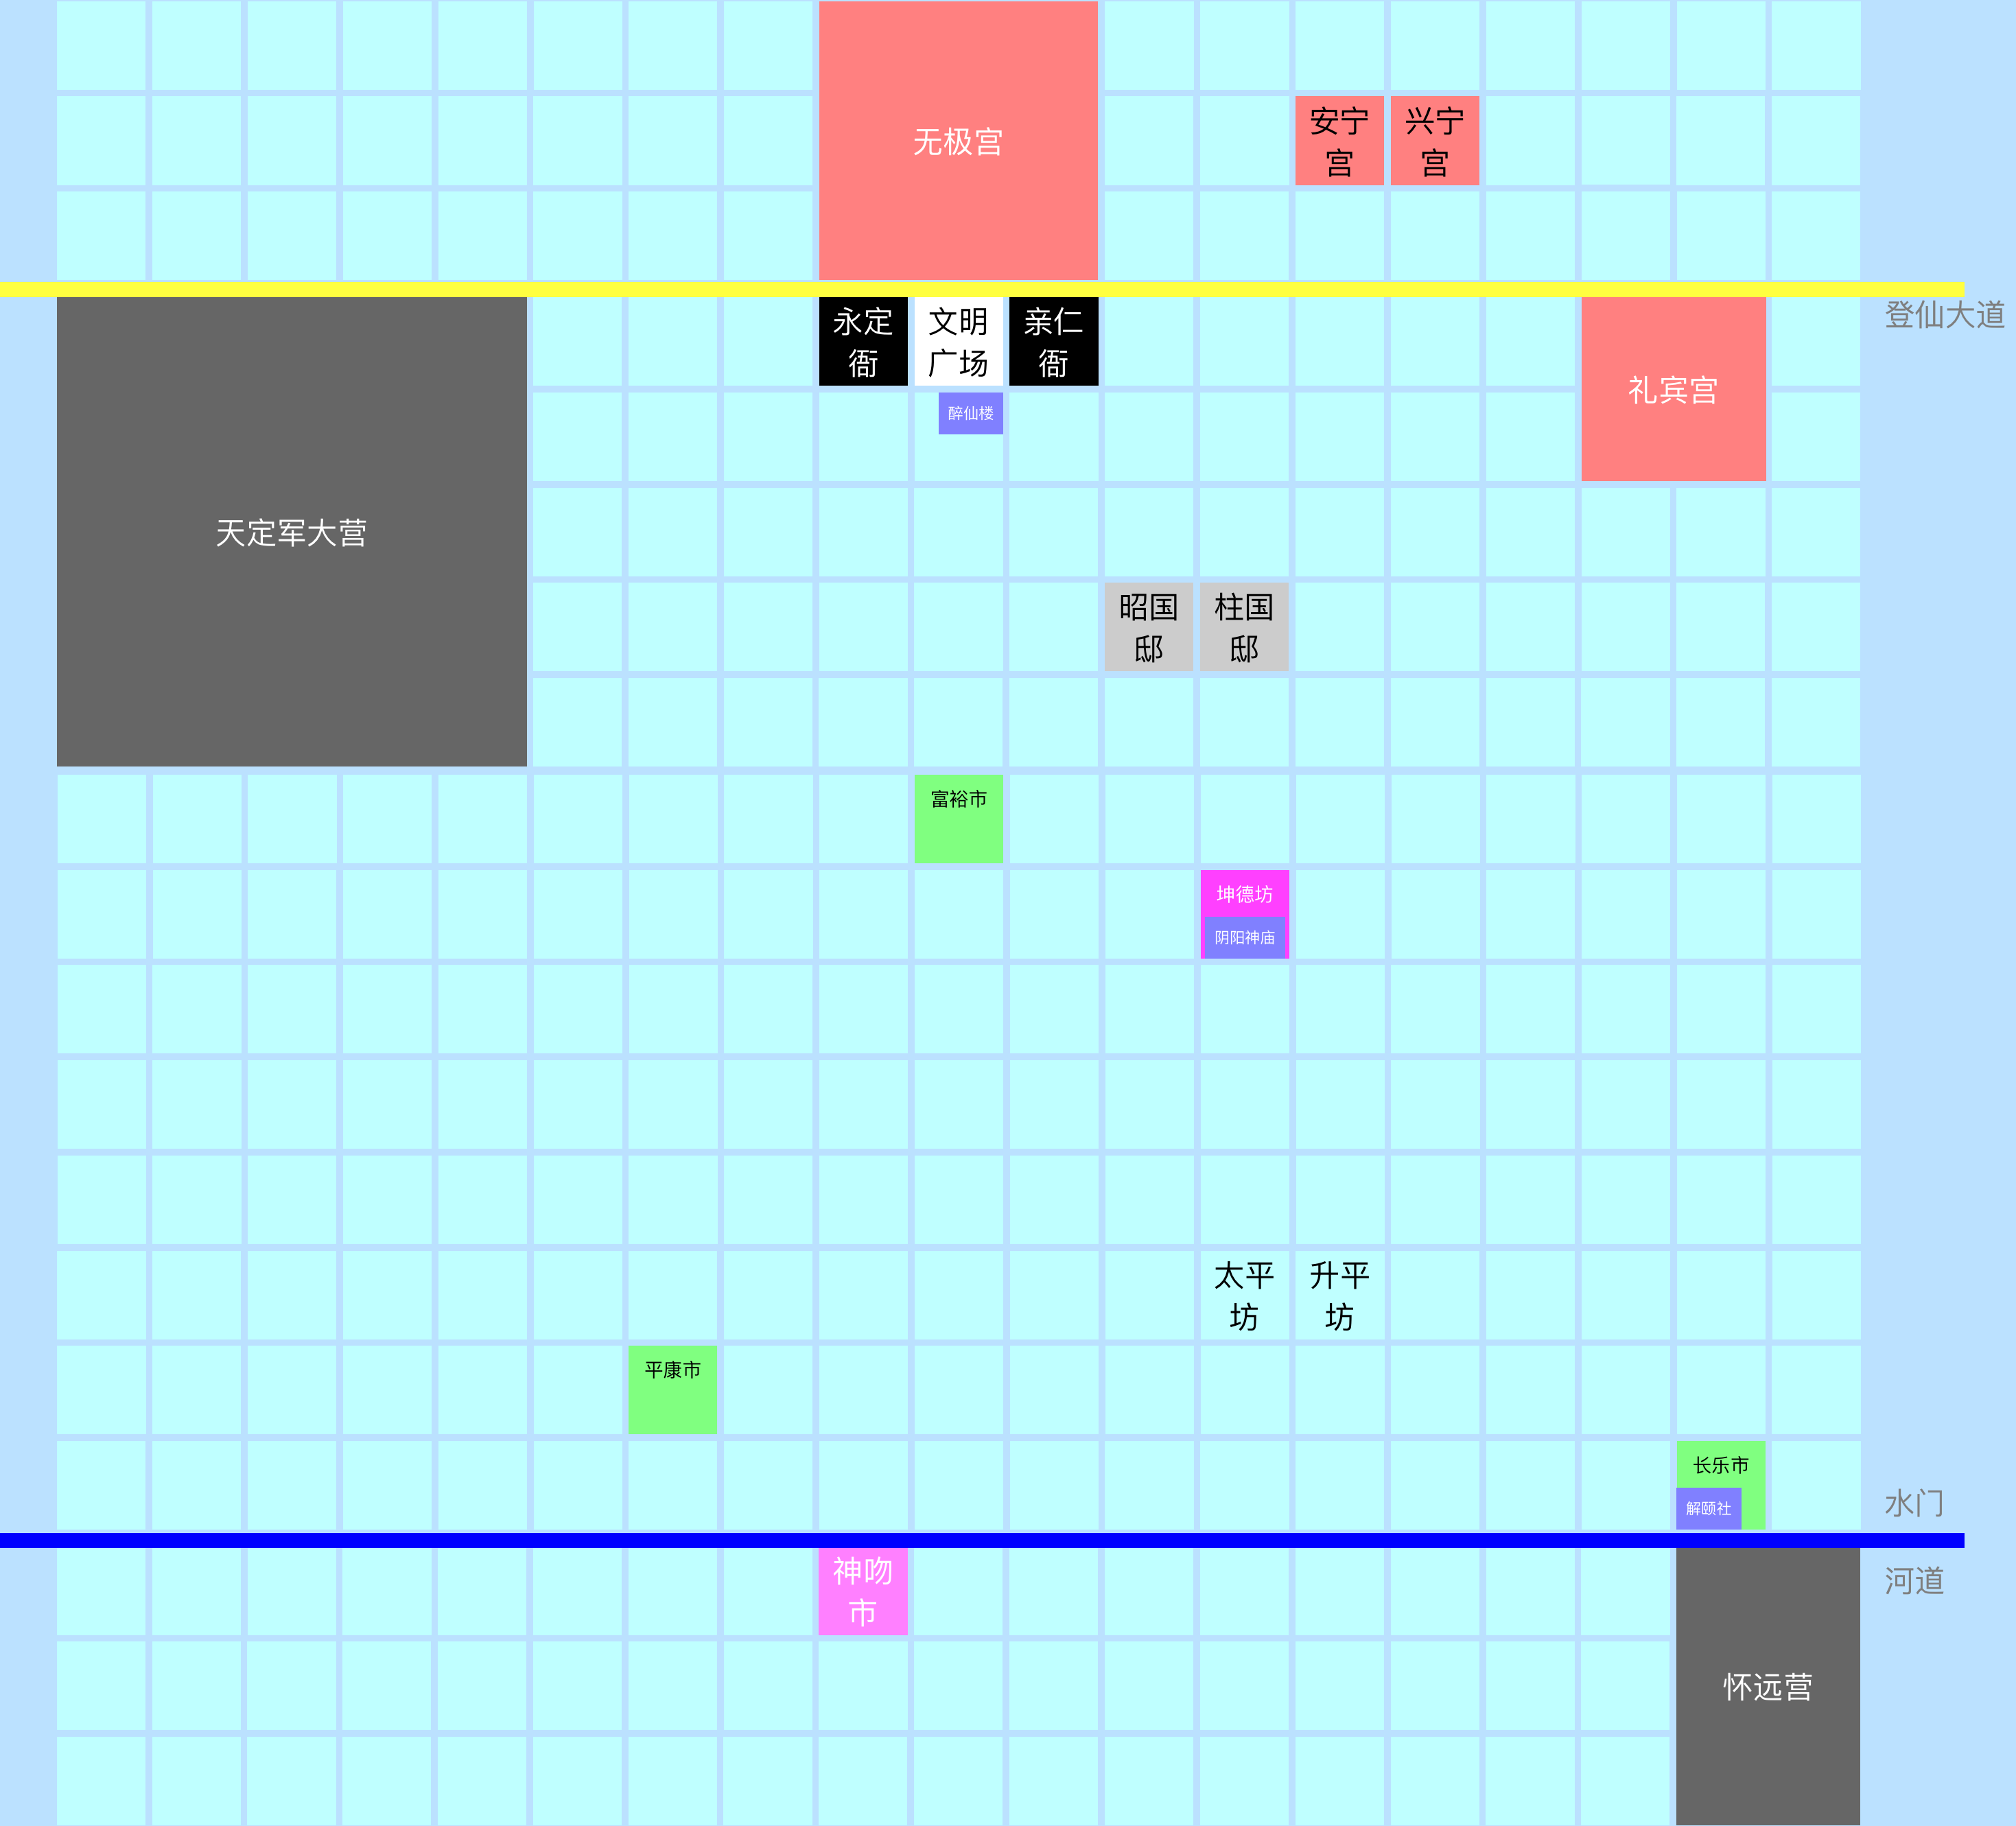 无极宫
安宁
宫
兴宁
宫
登仙大道
永定
衙
文明
广场
亲仁
衙
礼宾宫
醉仙楼
天定军大营
昭国
邸
柱国
邸
富裕市
坤德坊
阴阳神庙
太平
坊
升平
坊
平康市
长乐市
解颐社
水门
神吻
市
河道
怀远营